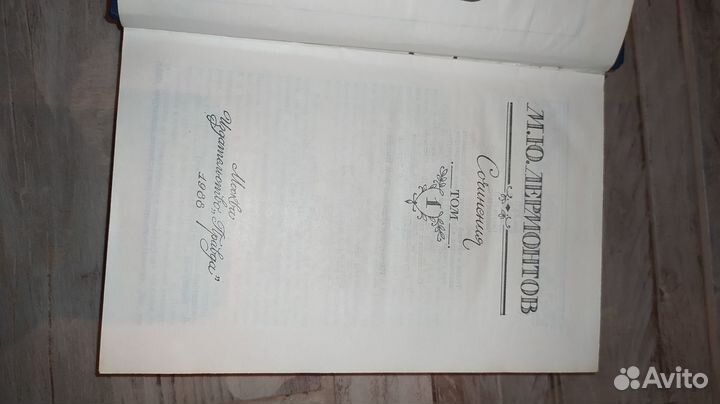 М.Ю. ЛЕРМОНТОВ
Сочинения
ТОМ
1
Москва
Издательство „Правда"
1988
Avito